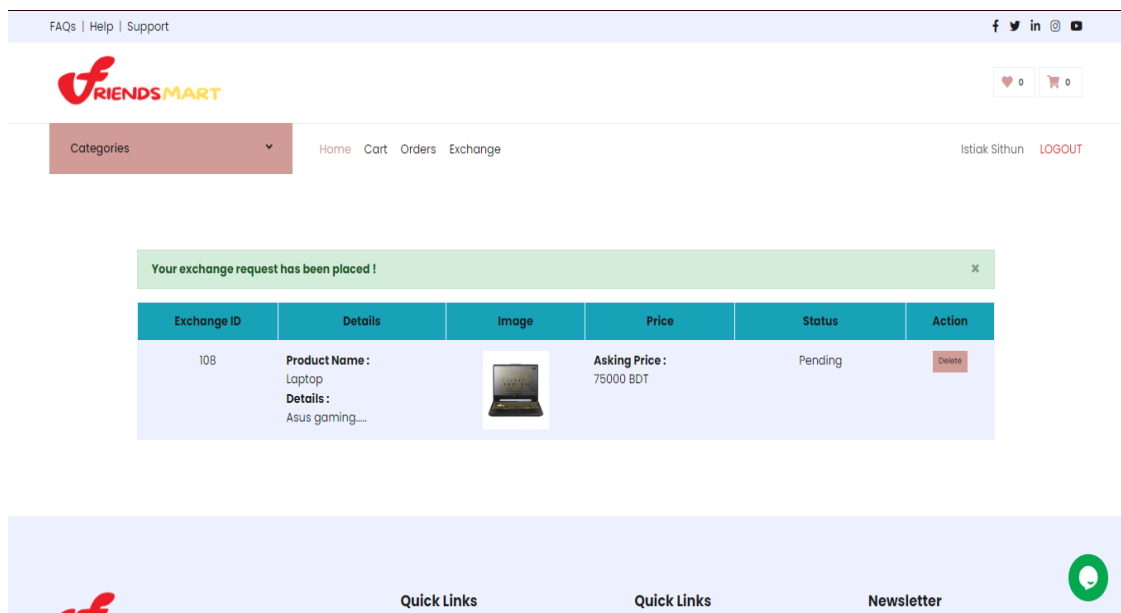 FAQs | Help | Support
FRIENDSMART
0 0
Categories Home Cart Orders Exchange Istiak Sithun LOGOUT
Your exchange request has been placed ! ×
Exchange ID Details Image Price Status Action
108 Product Name : Asking Price : Pending Delete
Laptop 75000 BDT
Details :
Asus gaming.....
Quick Links Quick Links Newsletter